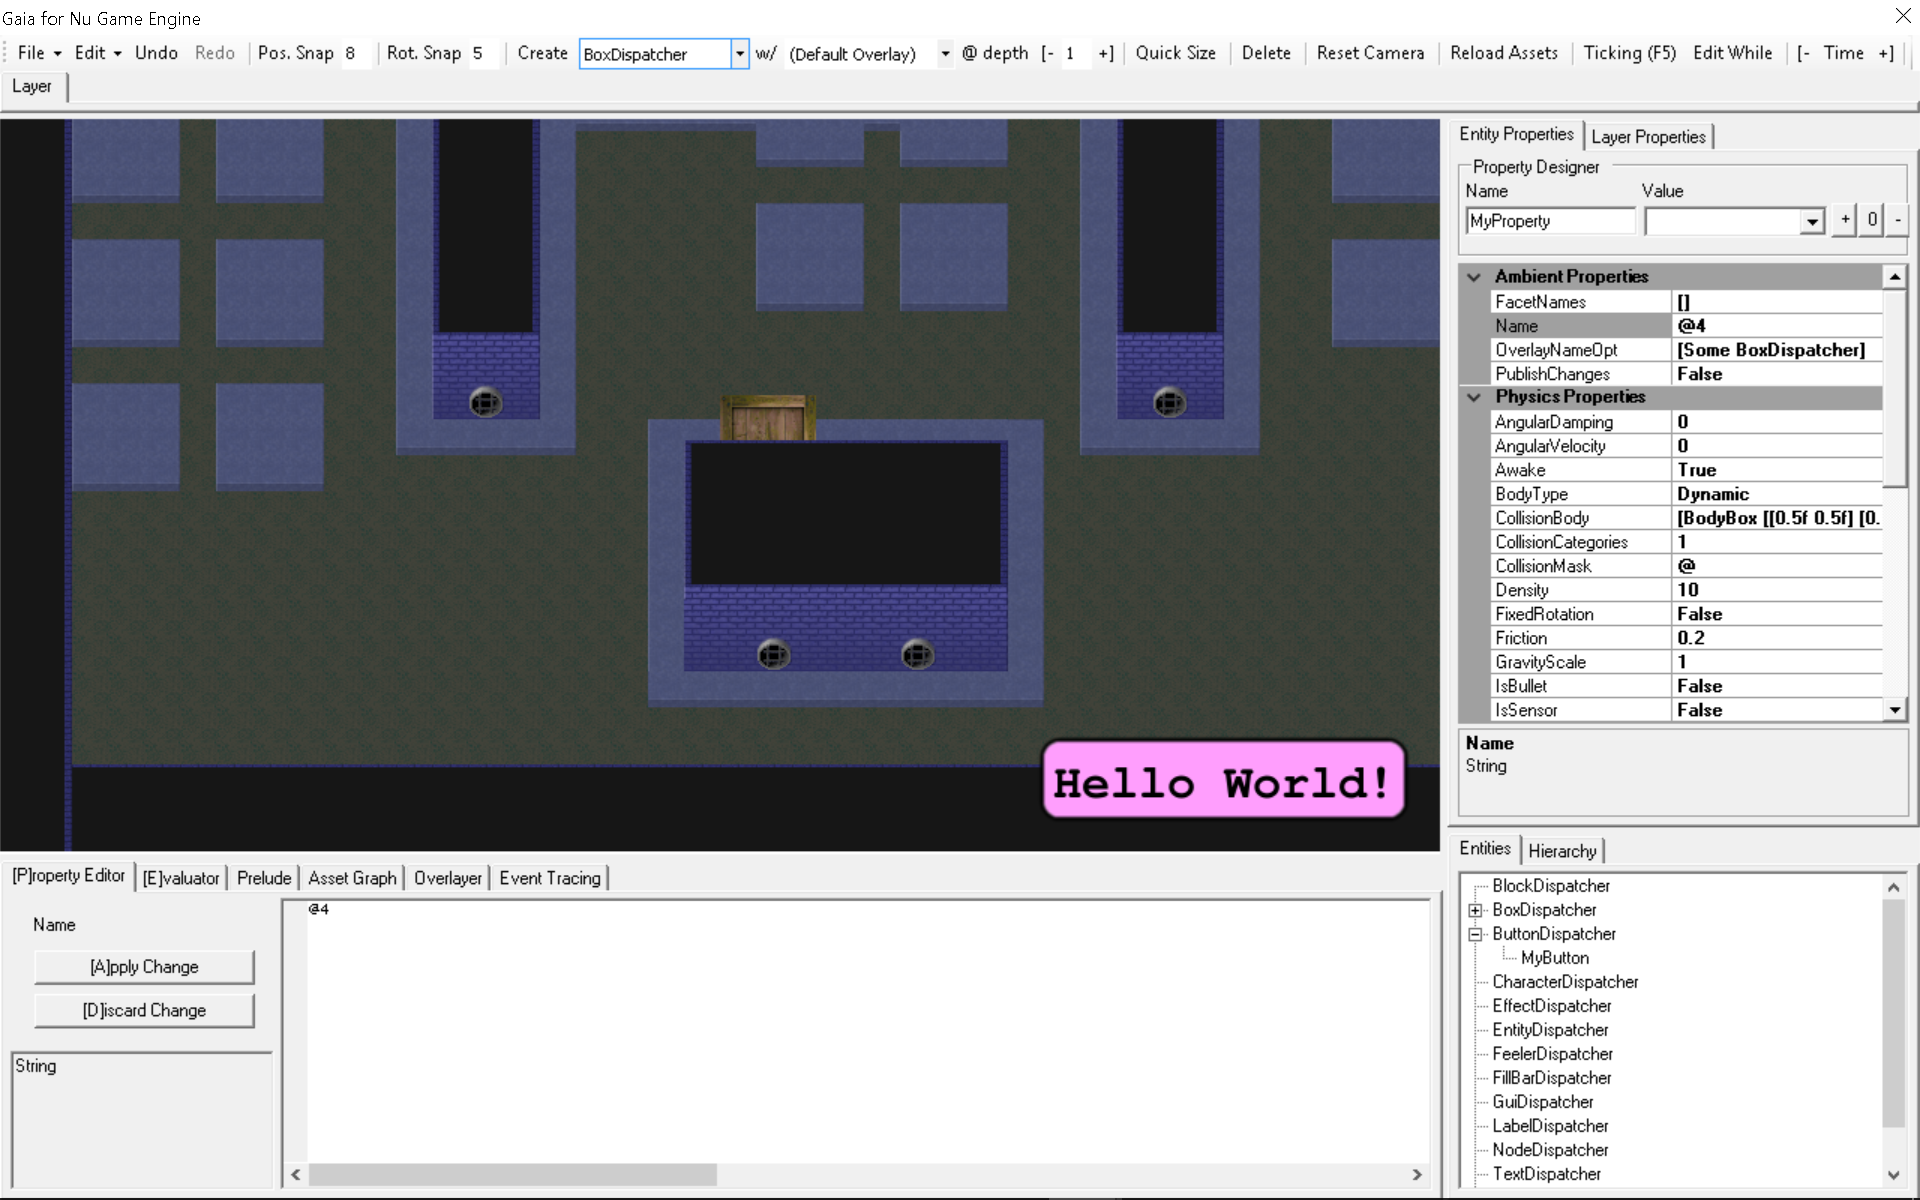 Gaia for Nu Game Engine
File Edit Undo Redo Pos. Snap 8 Rot. Snap 5 Create BoxDispatcher w/ (Default Overlay) @ depth [- 1 +] Quick Size Delete Reset Camera Reload Assets Ticking (F5) Edit While [- Time +]
Layer
Entity Properties Layer Properties
Property Designer
Name Value
MyProperty + 0 -
Ambient Properties
FacetNames []
Name @4
OverlayNameOpt [Some BoxDispatcher]
PublishChanges False
Physics Properties
AngularDamping 0
AngularVelocity 0
Awake True
BodyType Dynamic
CollisionBody [BodyBox [[0.5f 0.5f] [0.
CollisionCategories 1
CollisionMask @
Density 10
FixedRotation False
Friction 0.2
GravityScale 1
IsBullet False
IsSensor False
Name
String
Hello World!
[P]roperty Editor [E]valuator Prelude Asset Graph Overlayer Event Tracing
Name
[A]pply Change
[D]iscard Change
String
@4
Entities Hierarchy
BlockDispatcher
BoxDispatcher
ButtonDispatcher
MyButton
CharacterDispatcher
EffectDispatcher
EntityDispatcher
FeelerDispatcher
FillBarDispatcher
GuiDispatcher
LabelDispatcher
NodeDispatcher
TextDispatcher